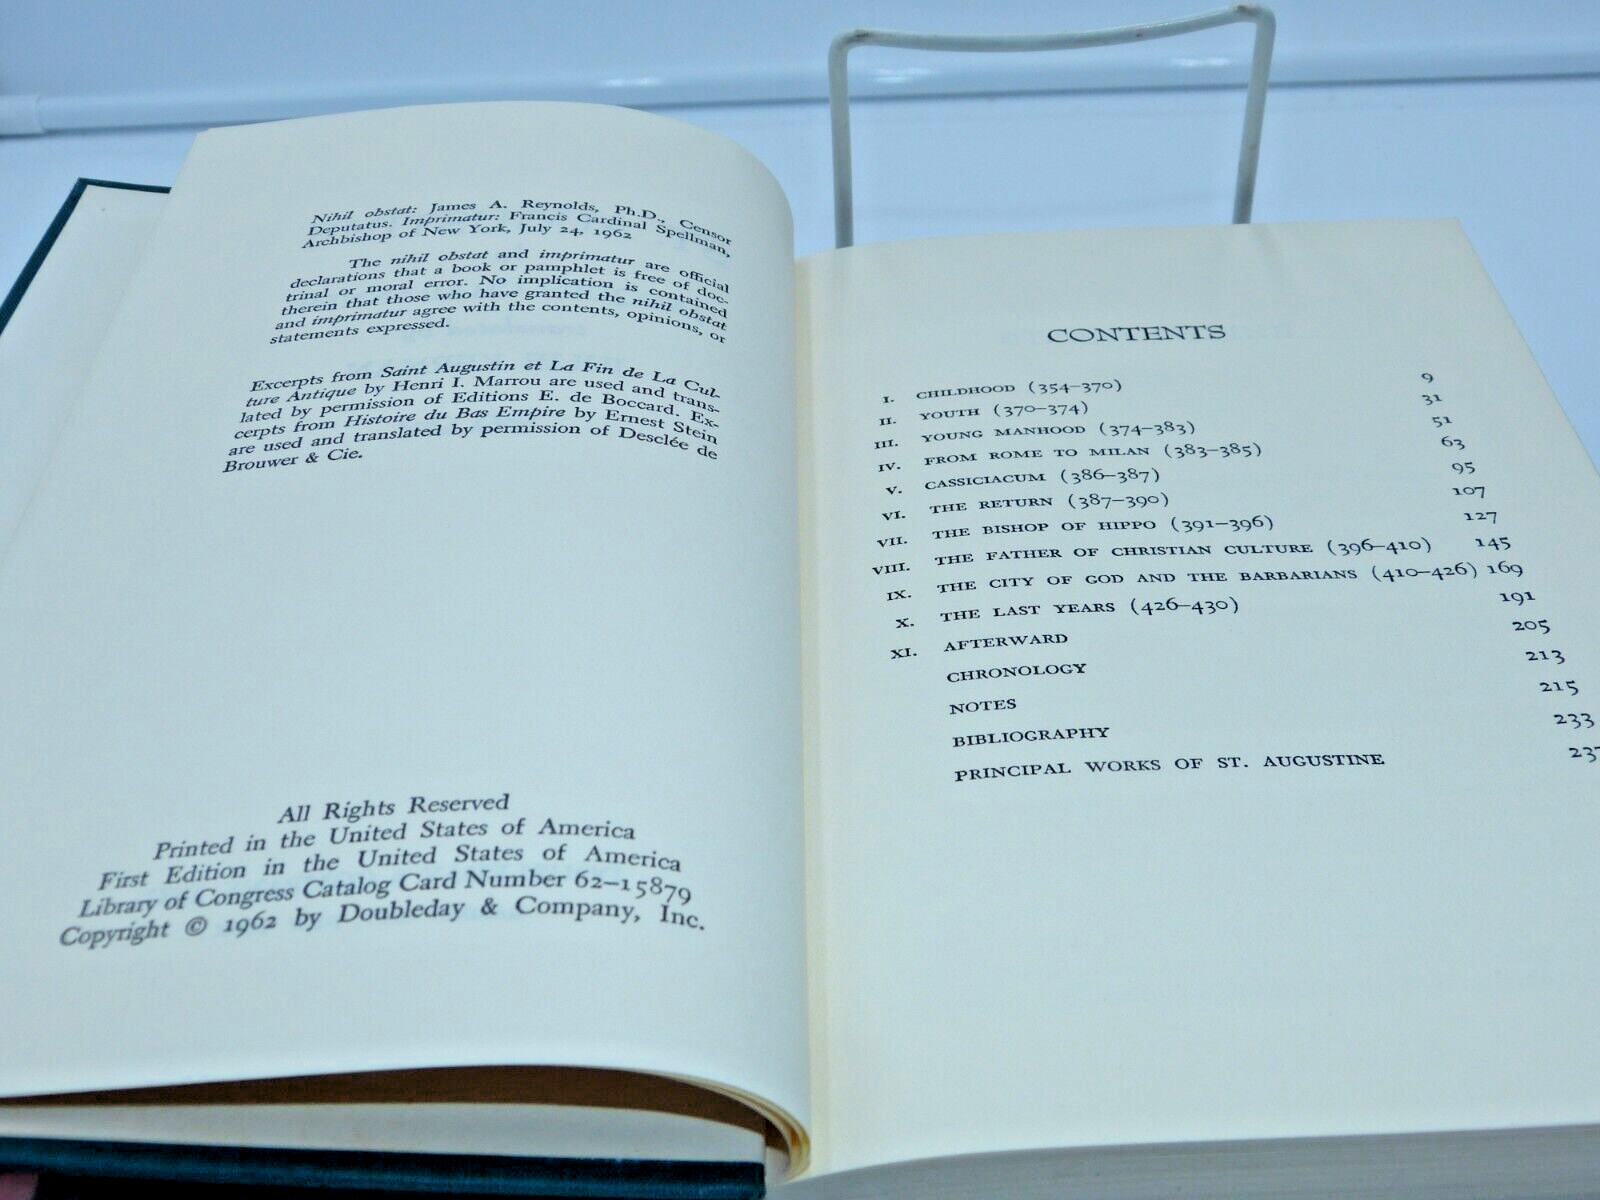 Nihil obstat: James A. Reynolds, Ph.D., Censor
Deputatus. Imprimatur: Francis Cardinal Spellman,
Archbishop of New York, July 24, 1962
The nihil obstat and imprimatur are official
declarations that a book or pamphlet is free of doc-
trinal or moral error. No implication is contained
therein that those who have granted the nihil obstat
and imprimatur agree with the contents, opinions, or
statements expressed.
Excerpts from Saint Augustin et La Fin de La Cul-
ture Antique by Henri I. Marrou are used and trans-
lated by permission of Editions E. de Boccard. Ex-
cerpts from Histoire du Bas Empire by Ernest Stein
are used and translated by permission of Desclée de
Brouwer & Cie.
All Rights Reserved
Printed in the United States of America
First Edition in the United States of America
Library of Congress Catalog Card Number 62–15879
Copyright © 1962 by Doubleday & Company, Inc.
CONTENTS
I. CHILDHOOD (354–370) 9
II. YOUTH (370–374) 31
III. YOUNG MANHOOD (374–383) 51
IV. FROM ROME TO MILAN (383–385) 63
V. CASSICIACUM (386–387) 95
VI. THE RETURN (387–390) 107
VII. THE BISHOP OF HIPPO (391–396) 127
VIII. THE FATHER OF CHRISTIAN CULTURE (396–410) 145
IX. THE CITY OF GOD AND THE BARBARIANS (410–426) 169
X. THE LAST YEARS (426–430) 191
XI. AFTERWARD 205
CHRONOLOGY 213
NOTES 215
BIBLIOGRAPHY 233
PRINCIPAL WORKS OF ST. AUGUSTINE 237